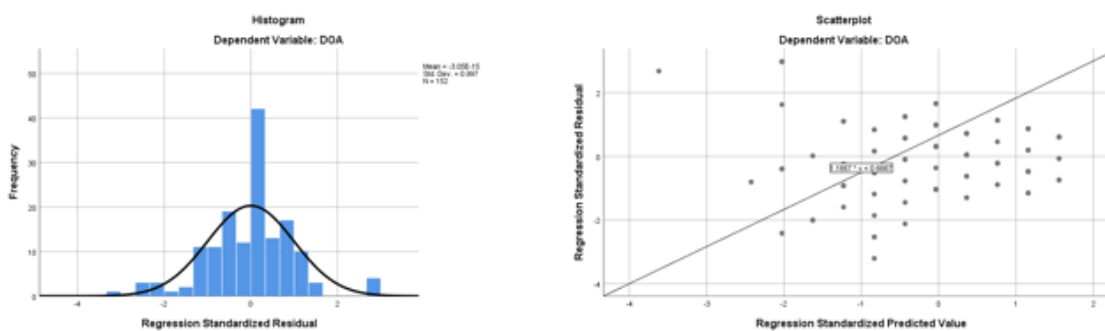 Histogram
Dependent Variable: DOA
Mean = -3.05E-15
Std. Dev. = 0.997
N = 152
Frequency
50
40
30
20
10
0
-4
-2
0
2
Regression Standardized Residual
Scatterplot
Dependent Variable: DOA
Regression Standardized Residual
2
0
-2
-4
-4
-3
-2
-1
0
1
2
Regression Standardized Predicted Value